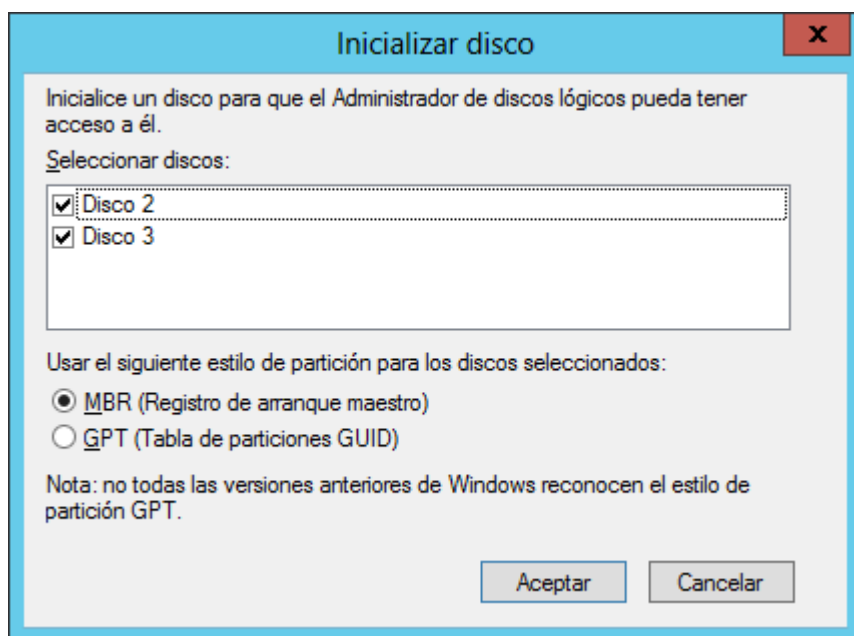 Inicializar disco
x
Inicialice un disco para que el Administrador de discos lógicos pueda tener
acceso a él.
Seleccionar discos:
Disco 2
Disco 3
Usar el siguiente estilo de partición para los discos seleccionados:
MBR (Registro de arranque maestro)
GPT (Tabla de particiones GUID)
Nota: no todas las versiones anteriores de Windows reconocen el estilo de
partición GPT.
Aceptar
Cancelar